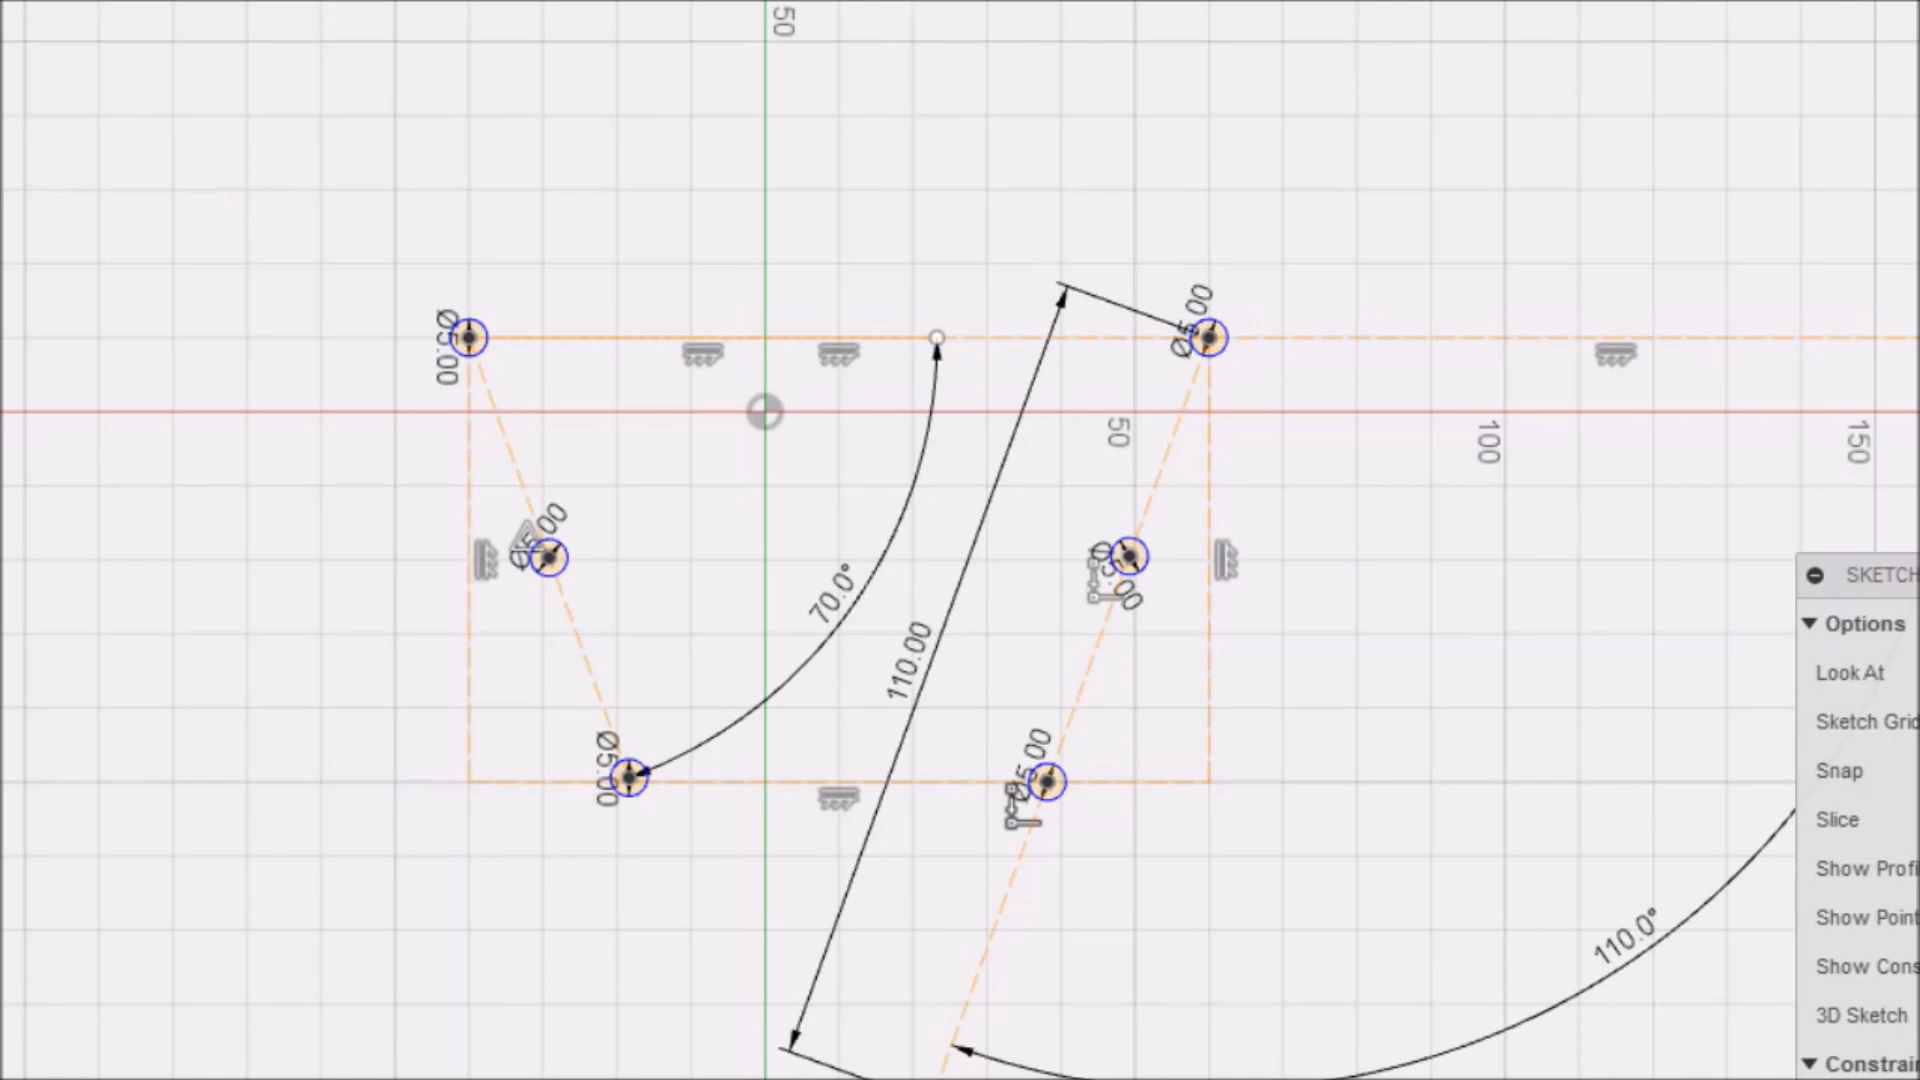 50
Ø5.00
Ø5.00
50
100
150
Ø5.00
Ø5.00
70.0°
110.00
Ø5.00
Ø5.00
110.0°
SKETCH
Options
Look At
Sketch Grid
Snap
Slice
Show Profi
Show Point
Show Cons
3D Sketch
Constrain